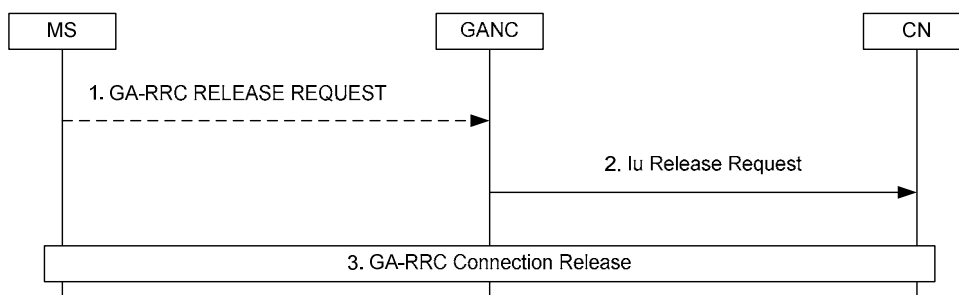 MS
GANC
CN
1. GA-RRC RELEASE REQUEST
2. Iu Release Request
3. GA-RRC Connection Release